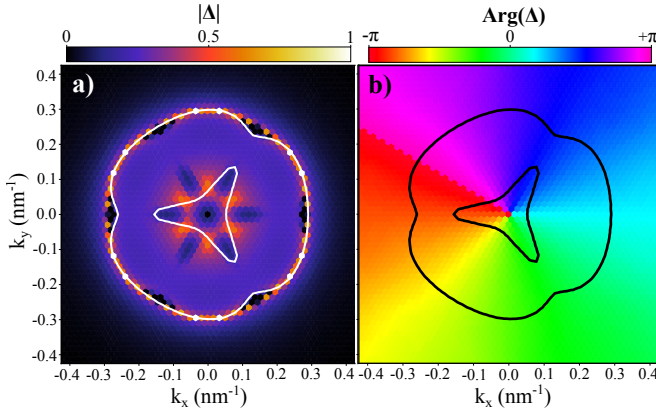 |Δ| Arg(Δ)
0 0.5 1 -π 0 +π
a) b)
0.4
0.3
0.2
0.1
0.0
-0.1
-0.2
-0.3
-0.4
k_y (nm⁻¹)
-0.4 -0.3 -0.2 -0.1 0.0 0.1 0.2 0.3 0.4 -0.4 -0.3 -0.2 -0.1 0.0 0.1 0.2 0.3 0.4
k_x (nm⁻¹) k_x (nm⁻¹)